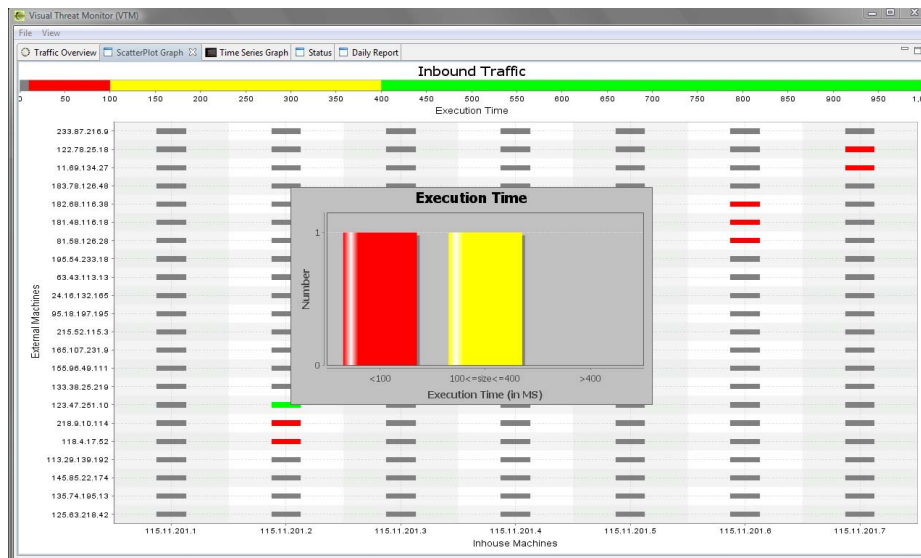 Visual Threat Monitor (VTM)
File View
Traffic Overview ScatterPlot Graph Time Series Graph Status Daily Report
Inbound Traffic
0 50 100 150 200 250 300 350 400 450 500 550 600 650 700 750 800 850 900 950 1,0
Execution Time
External Machines
233.87.216.9
122.78.25.18
11.69.134.27
183.78.126.48
182.68.116.38
181.48.116.18
81.58.126.28
195.54.233.18
63.43.113.13
24.16.132.165
95.18.197.195
215.52.115.3
165.107.231.9
155.96.49.111
133.38.25.219
123.47.251.10
218.9.10.114
118.4.17.52
113.29.139.192
145.85.22.174
135.74.195.13
125.63.218.42
Execution Time
Number
1
0
<100 100<=size<=400 >400
Execution Time (in MS)
115.11.201.1 115.11.201.2 115.11.201.3 115.11.201.4 115.11.201.5 115.11.201.6 115.11.201.7
Inhouse Machines